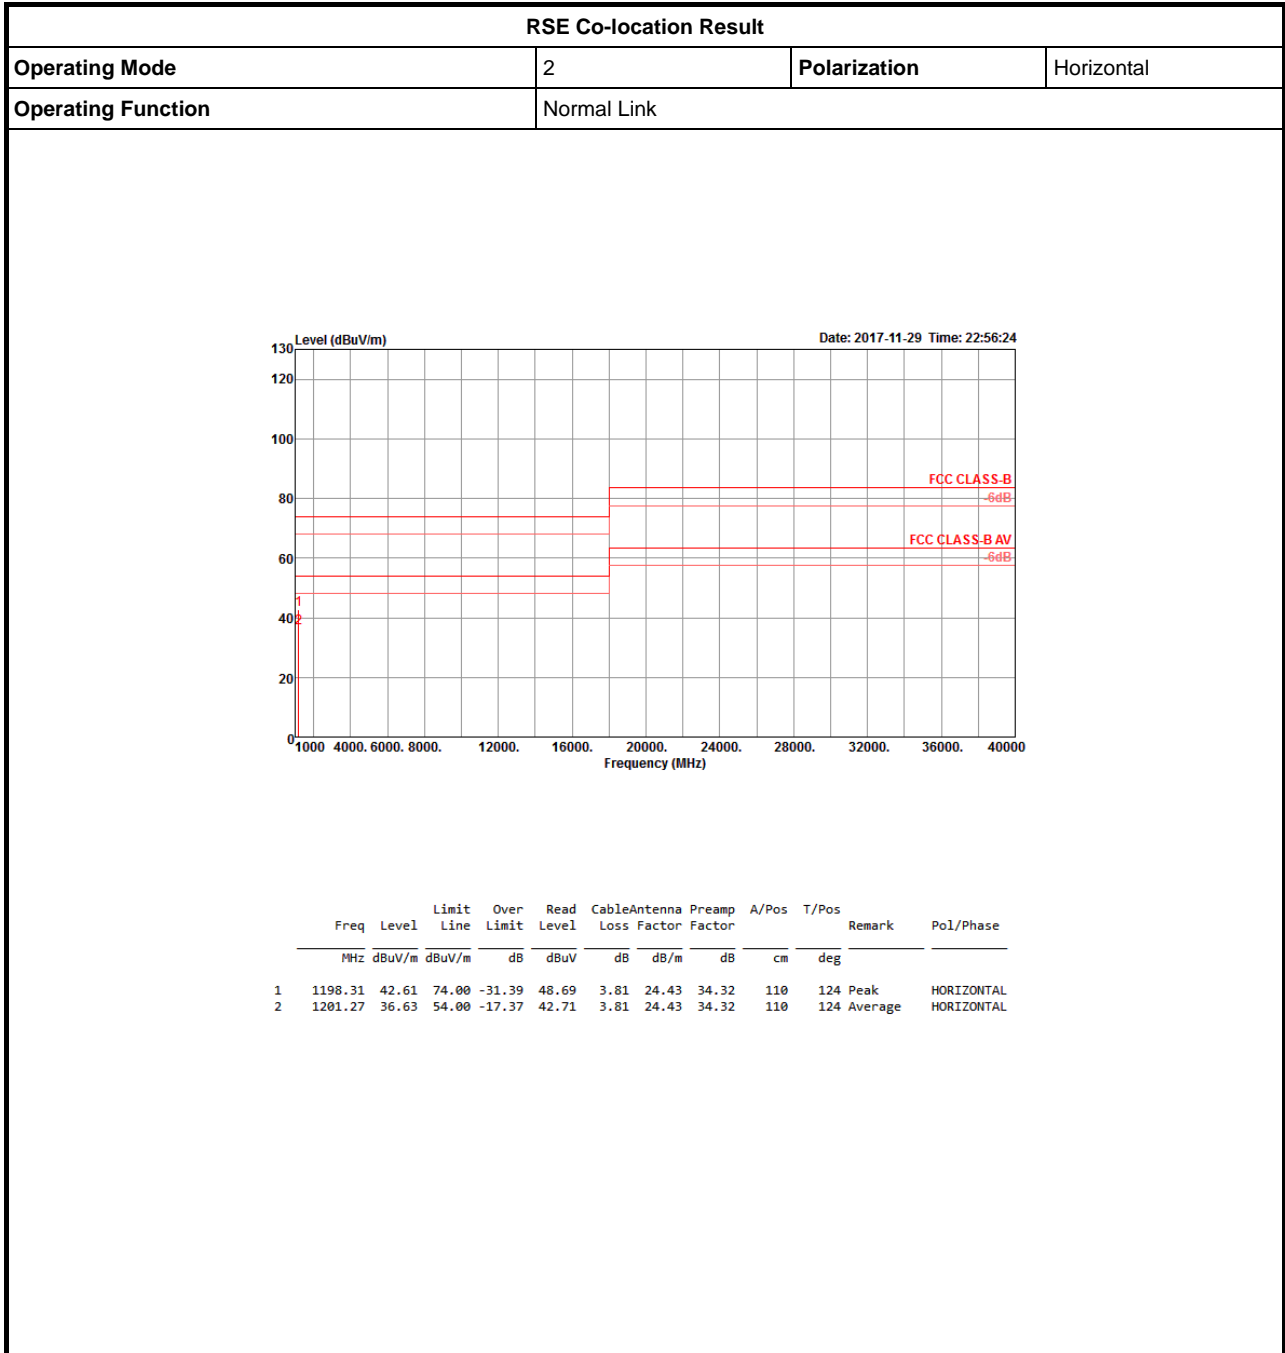 RSE Co-location Result
Operating Mode 2 Polarization Horizontal
Operating Function Normal Link
Level (dBuV/m) Date: 2017-11-29 Time: 22:56:24
130
120
100
FCC CLASS-B
80
-6dB
FCC CLASS-B AV
60
-6dB
1
40
2
20
0
1000 4000. 6000. 8000. 12000. 16000. 20000. 24000. 28000. 32000. 36000. 40000
Frequency (MHz)
Limit Over Read CableAntenna Preamp A/Pos T/Pos
Freq Level Line Limit Level Loss Factor Factor Remark Pol/Phase
MHz dBuV/m dBuV/m dB dBuV dB dB/m dB cm deg
1 1198.31 42.61 74.00 -31.39 48.69 3.81 24.43 34.32 110 124 Peak HORIZONTAL
2 1201.27 36.63 54.00 -17.37 42.71 3.81 24.43 34.32 110 124 Average HORIZONTAL